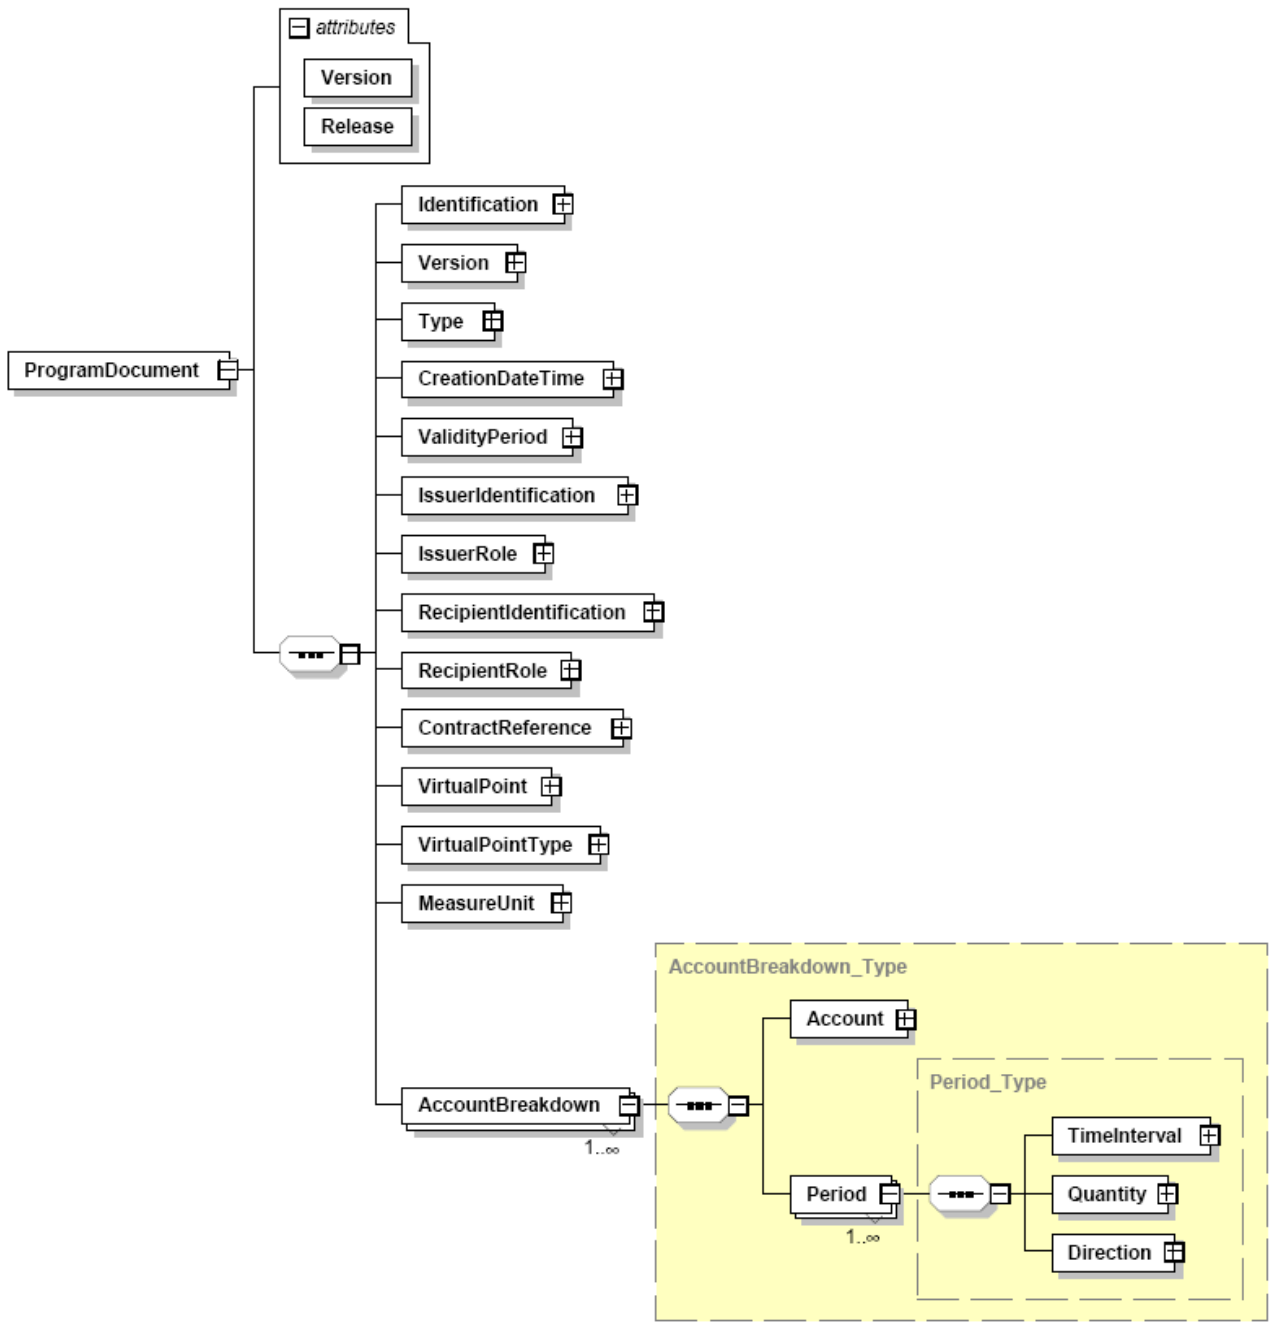 attributes
Version
Release
Identification
Version
Type
ProgramDocument
CreationDateTime
ValidityPeriod
IssuerIdentification
IssuerRole
RecipientIdentification
RecipientRole
ContractReference
VirtualPoint
VirtualPointType
MeasureUnit
AccountBreakdown_Type
Account
Period_Type
AccountBreakdown
1..∞
TimeInterval
Period
Quantity
1..∞
Direction